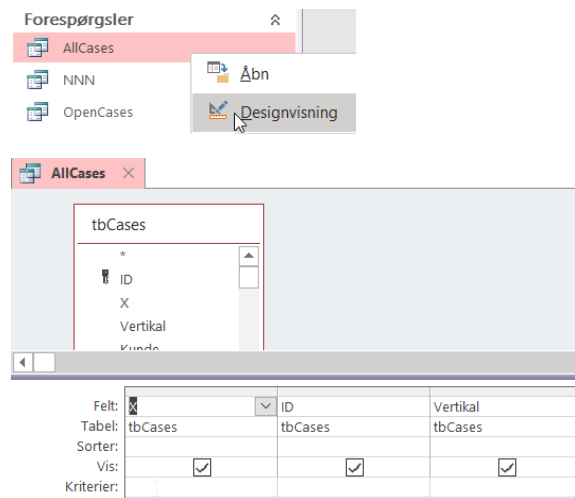 Forespørgsler
AllCases
NNN
OpenCases
Åbn
Designvisning
AllCases
tbCases
*
ID
X
Vertikal
Kunde
Felt: X ID Vertikal
Tabel: tbCases tbCases tbCases
Sorter:
Vis:
Kriterier: